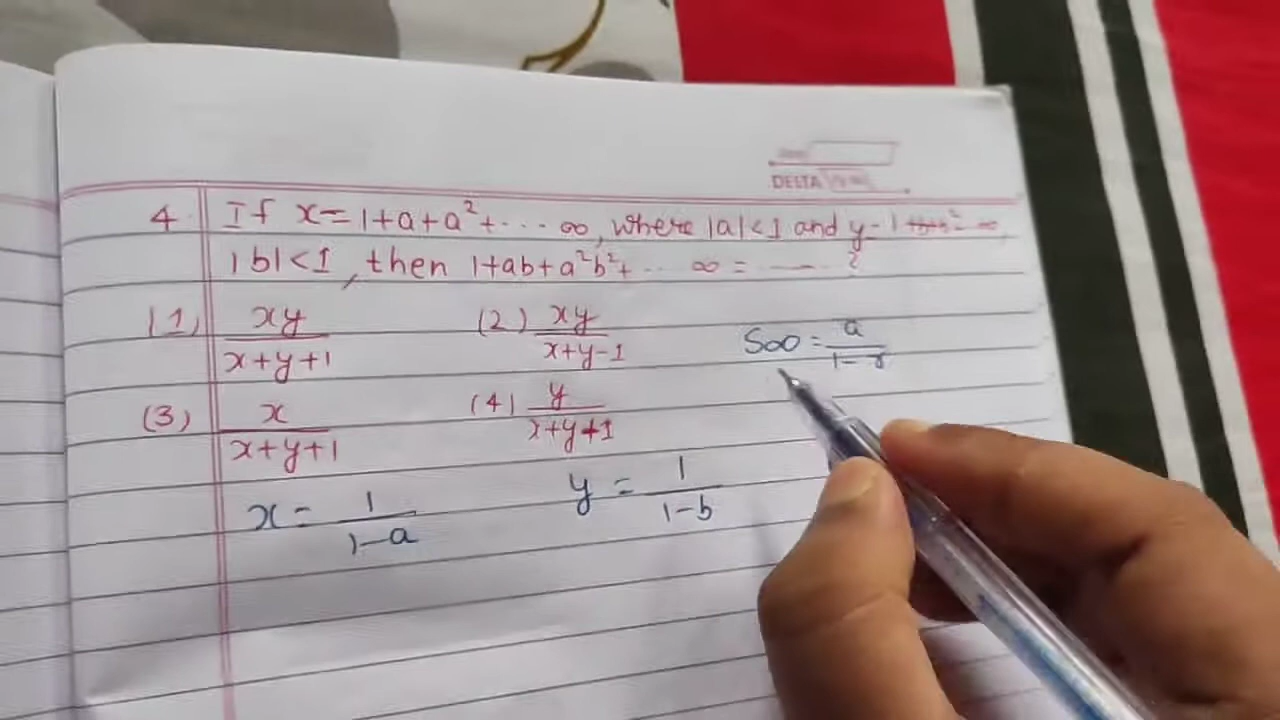 DELTA
4 If x = 1+a+a²+ ... ∞, where |a|<1 and y = 1+b+b² ... ∞,
|b|<1, then 1+ab+a²b²+ ... ∞ = ...... ?
(1) xy/(x+y+1) (2) xy/(x+y-1)
S∞ = a/(1-r)
(3) x/(x+y+1) (4) y/(x+y+1)
x = 1/(1-a) y = 1/(1-b)